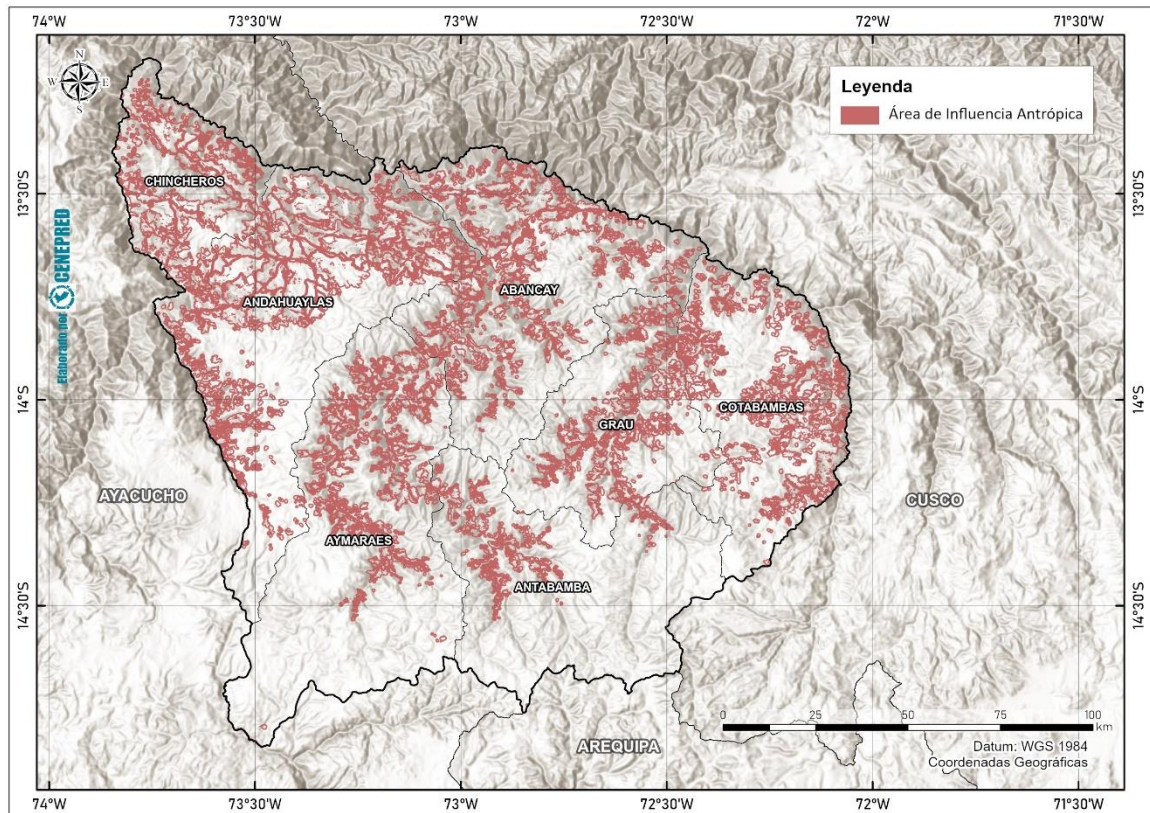 74°W 73°30'W 73°W 72°30'W 72°W 71°30'W
N
W E
S
Leyenda
Área de Influencia Antrópica
13°30'S 13°30'S
CHINCHEROS
Elaborado por CENEPRED
ANDAHUAYLAS
ABANCAY
14°S 14°S
COTABAMBAS
GRAU
AYACUCHO
CUSCO
AYMARAES
ANTABAMBA
14°30'S 14°30'S
0 25 50 75 100
km
AREQUIPA
Datum: WGS 1984
Coordenadas Geográficas
74°W 73°30'W 73°W 72°30'W 72°W 71°30'W